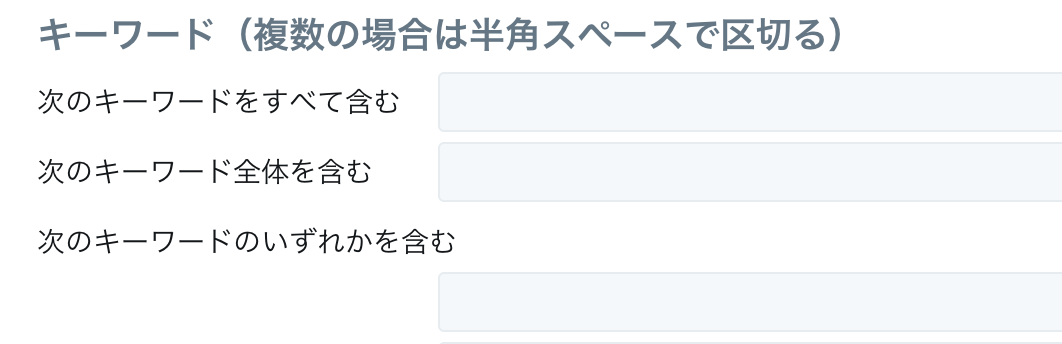 キーワード（複数の場合は半角スペースで区切る）
次のキーワードをすべて含む
次のキーワード全体を含む
次のキーワードのいずれかを含む